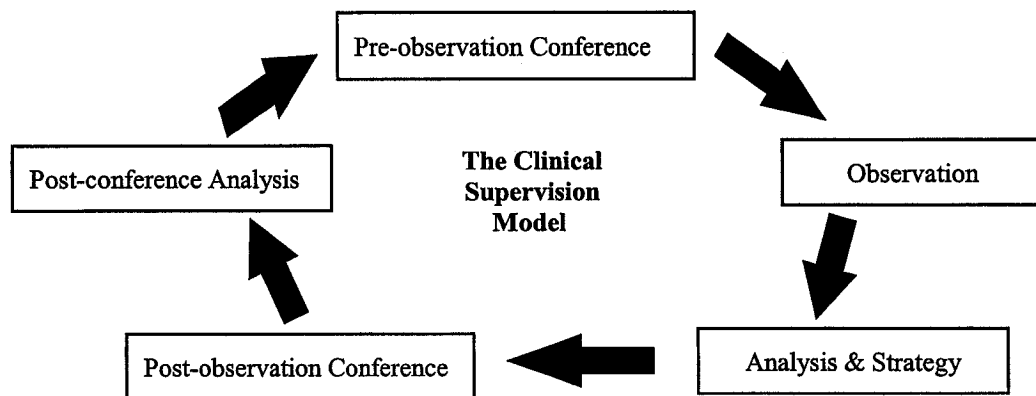 Pre-observation Conference
Post-conference Analysis
The Clinical
Supervision
Model
Observation
Post-observation Conference
Analysis & Strategy